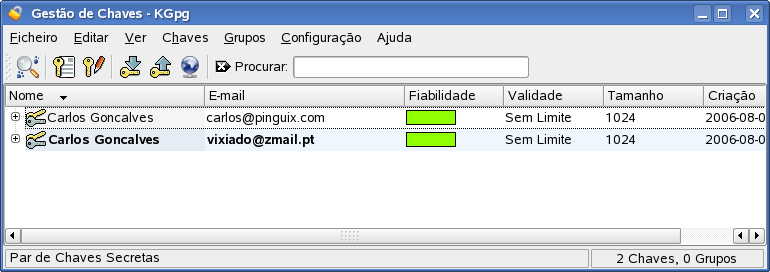 Gestão de Chaves - KGpg
Ficheiro Editar Ver Chaves Grupos Configuração Ajuda
Procurar:
Nome E-mail Fiabilidade Validade Tamanho Criação
Carlos Goncalves carlos@pinguix.com Sem Limite 1024 2006-08-0
Carlos Goncalves vixiado@zmail.pt Sem Limite 1024 2006-08-0
Par de Chaves Secretas 2 Chaves, 0 Grupos